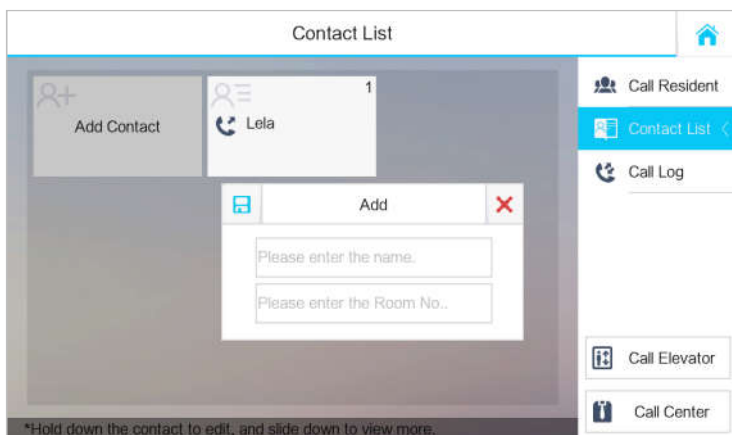 Contact List
Add Contact
1
Lela
Add
Please enter the name.
Please enter the Room No..
*Hold down the contact to edit, and slide down to view more.
Call Resident
Contact List
Call Log
Call Elevator
Call Center